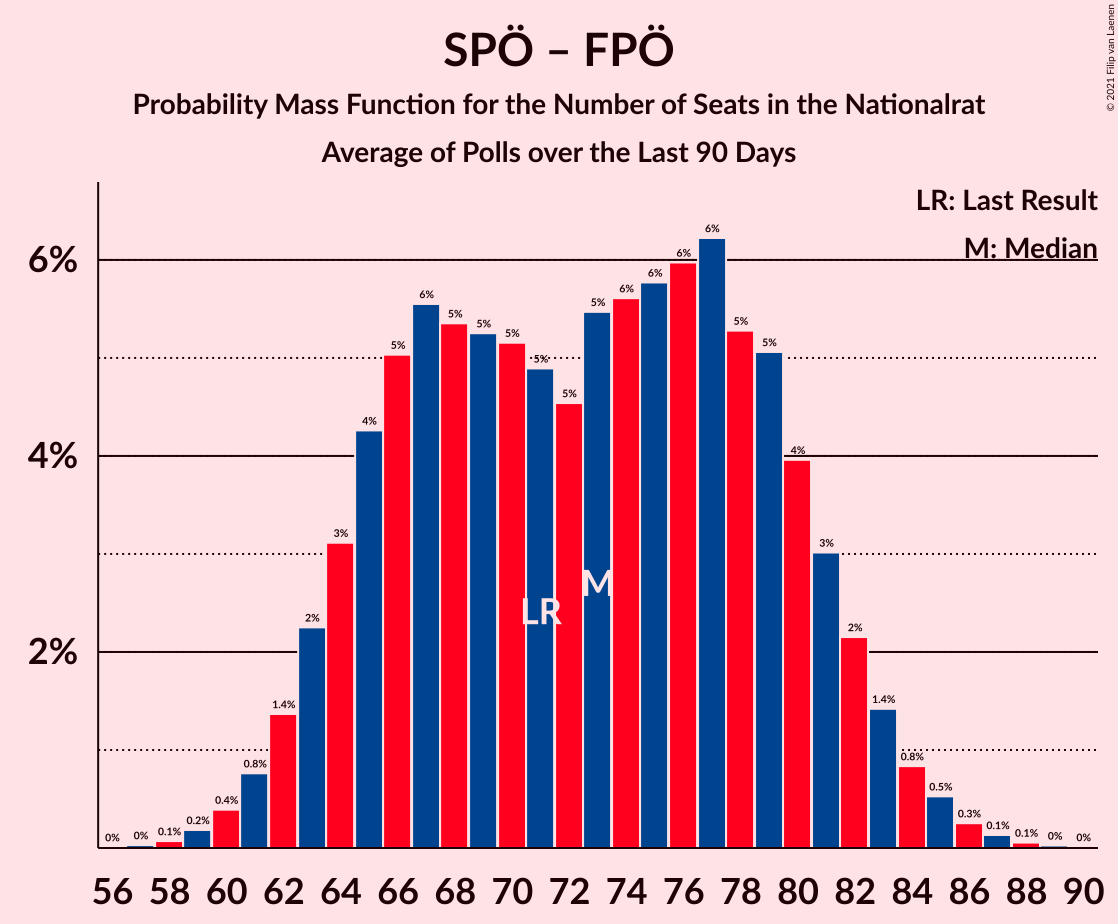 SPÖ – FPÖ
Probability Mass Function for the Number of Seats in the Nationalrat
Average of Polls over the Last 90 Days
© 2021 Filip van Laenen
LR: Last Result
M: Median
6%
4%
2%
0% 0% 0.1% 0.2% 0.4% 0.8% 1.4% 2% 3% 4% 5% 6% 5% 5% 5% 5% 5% 5% 6% 6% 6% 6% 5% 5% 4% 3% 2% 1.4% 0.8% 0.5% 0.3% 0.1% 0.1% 0% 0%
LR
M
56 58 60 62 64 66 68 70 72 74 76 78 80 82 84 86 88 90